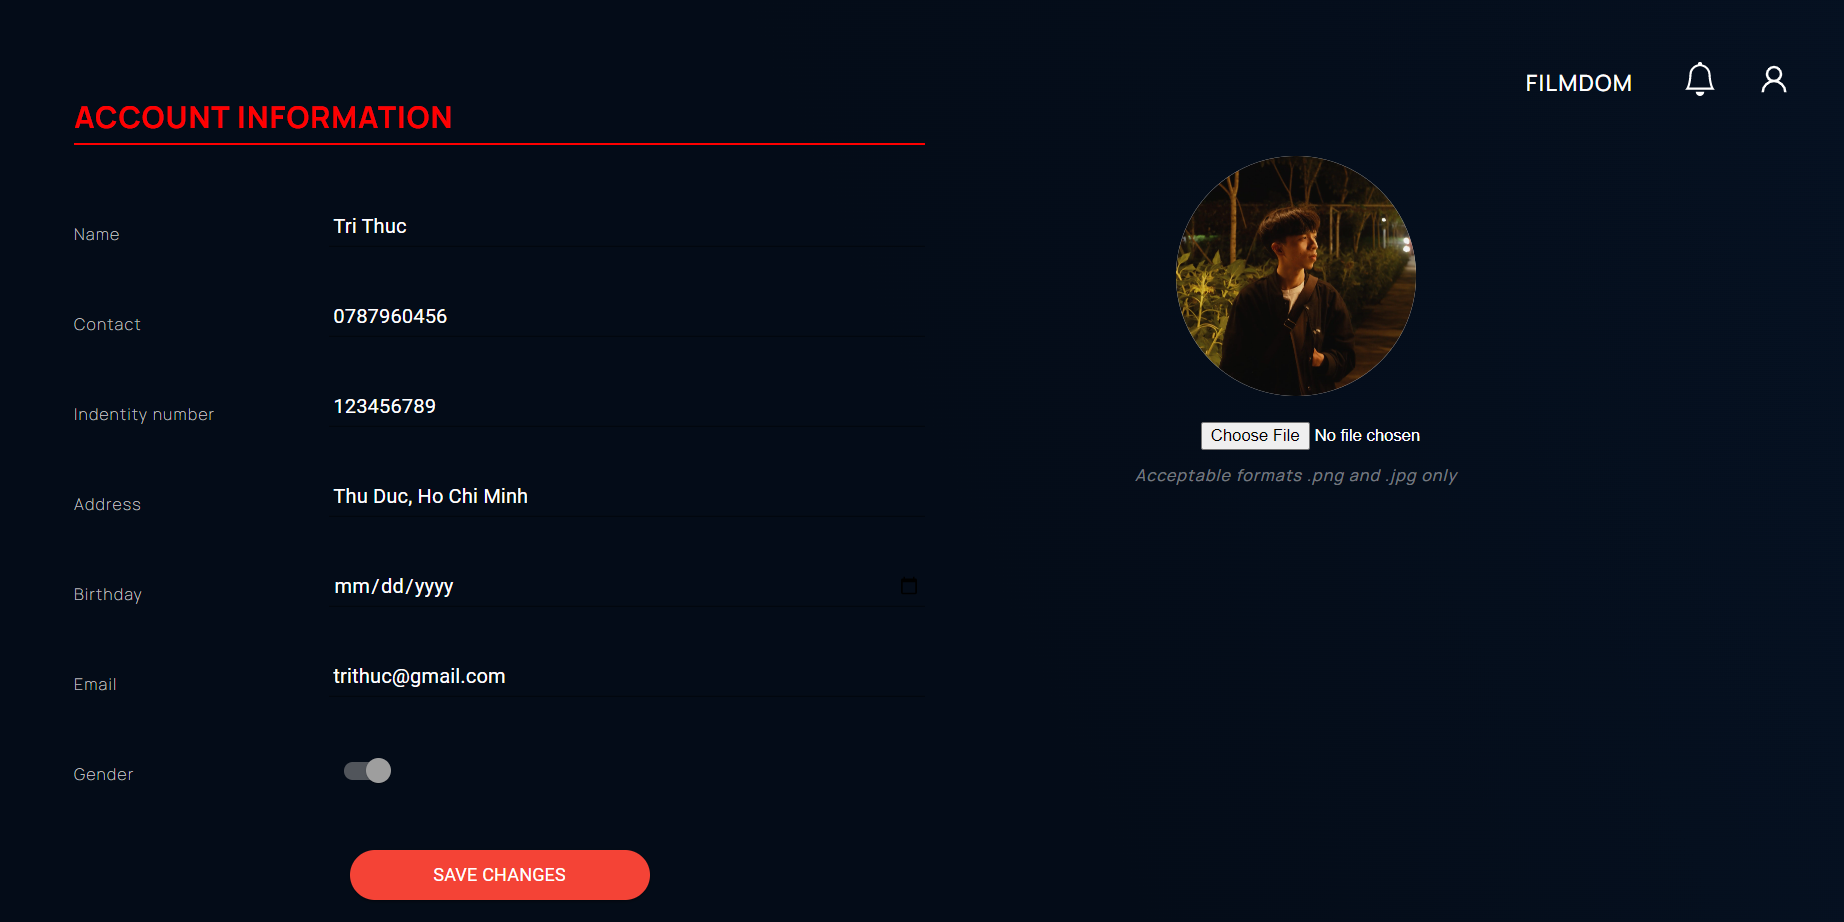 FILMDOM
ACCOUNT INFORMATION
Name
Tri Thuc
Contact
0787960456
Indentity number
123456789
Address
Thu Duc, Ho Chi Minh
Birthday
mm/dd/yyyy
Email
trithuc@gmail.com
Gender
SAVE CHANGES
Choose File No file chosen
Acceptable formats .png and .jpg only